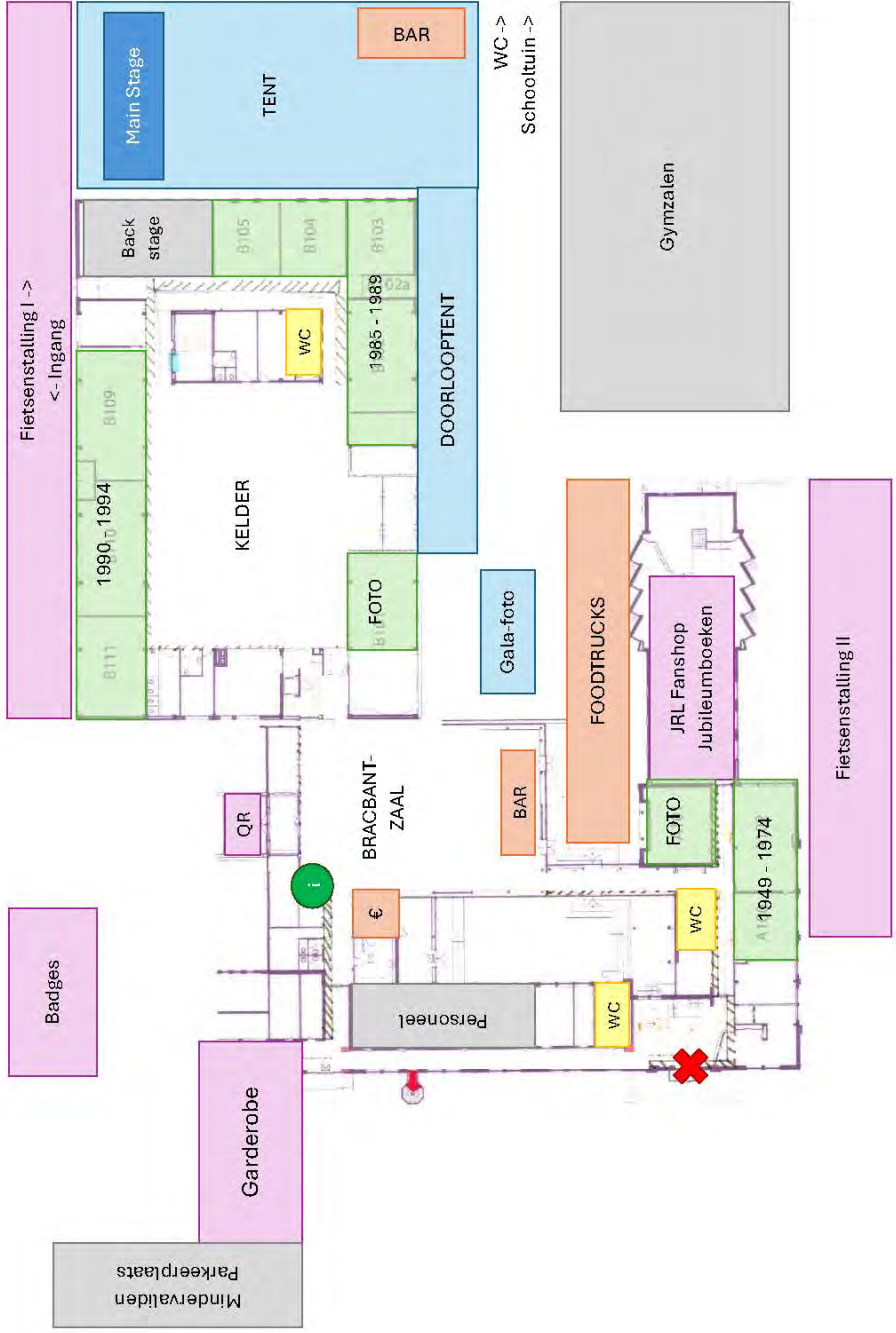 Fietsenstalling I ->
<- Ingang
Badges
Mindervaliden
Parkeerplaats
Garderobe
QR
i
B111
1990 - 1994
B109
Back
stage
Main Stage
KELDER
WC
B105
B104
B103
02a
TENT
€
BRACBANT-
ZAAL
FOTO
1985 - 1989
BAR
Personeel
DOORLOOPTENT
BAR
Gala-foto
WC ->
Schooltuin ->
WC
FOODTRUCKS
WC
FOTO
JRL Fanshop
Jubileumboeken
Gymzalen
1949 - 1974
Fietsenstalling II